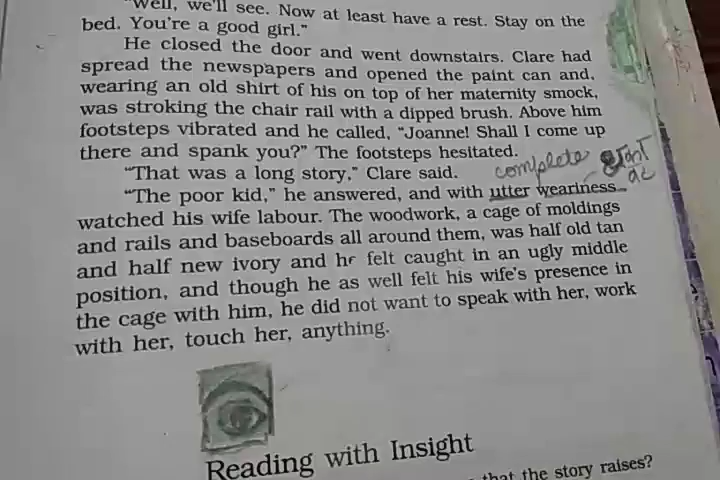 "Well, we'll see. Now at least have a rest. Stay on the
bed. You're a good girl."
He closed the door and went downstairs. Clare had
spread the newspapers and opened the paint can and,
wearing an old shirt of his on top of her maternity smock,
was stroking the chair rail with a dipped brush. Above him
footsteps vibrated and he called, "Joanne! Shall I come up
there and spank you?" The footsteps hesitated.
"That was a long story," Clare said.
complete
"The poor kid," he answered, and with utter weariness
watched his wife labour. The woodwork, a cage of moldings
and rails and baseboards all around them, was half old tan
and half new ivory and he felt caught in an ugly middle
position, and though he as well felt his wife's presence in
the cage with him, he did not want to speak with her, work
with her, touch her, anything.
Reading with Insight
that the story raises?